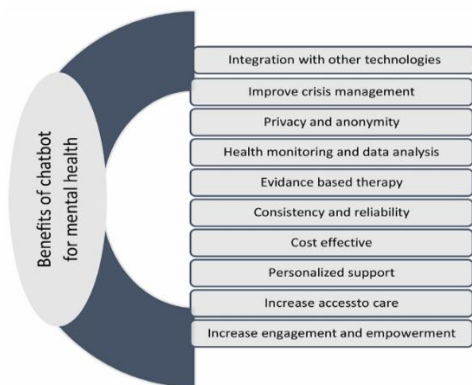 Benefits of chatbot
for mental health
Integration with other technologies
Improve crisis management
Privacy and anonymity
Health monitoring and data analysis
Evidence based therapy
Consistency and reliability
Cost effective
Personalized support
Increase accessto care
Increase engagement and empowerment